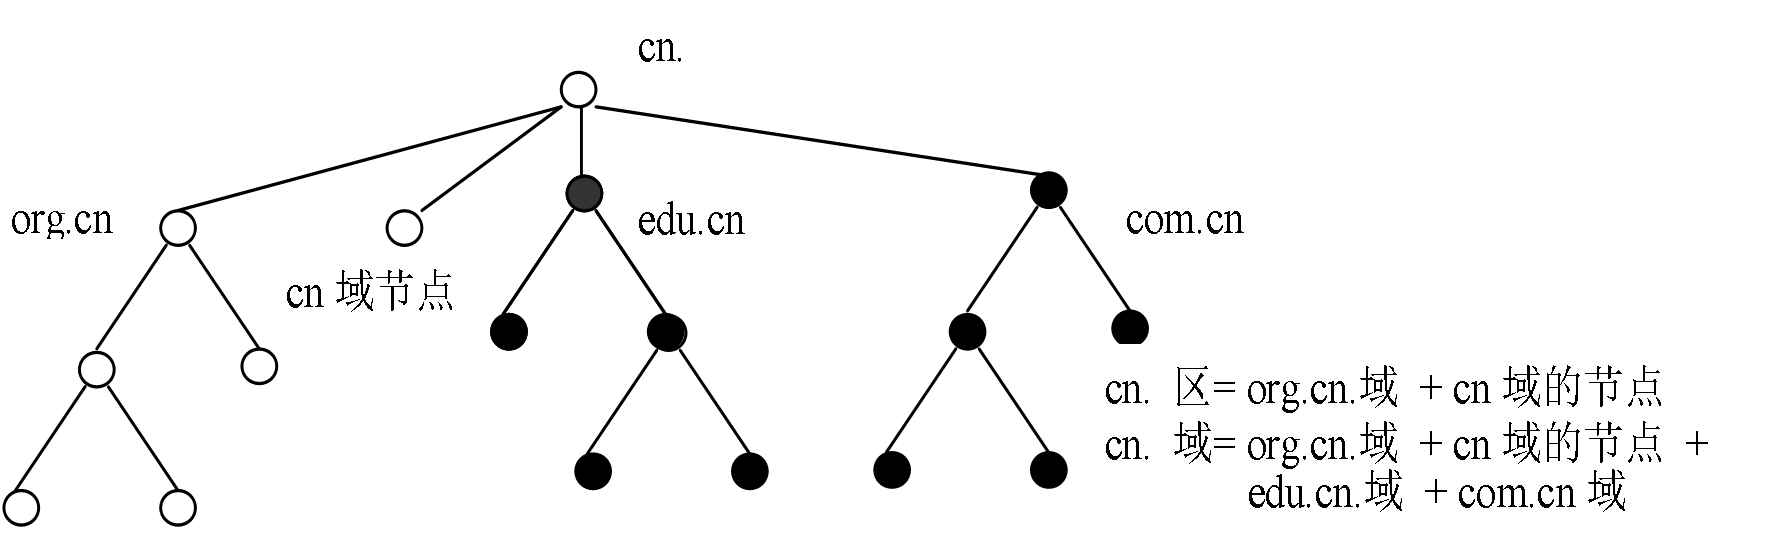 cn.
org.cn
edu.cn
com.cn
cn 域节点
cn. 区= org.cn.域 + cn 域的节点
cn. 域= org.cn.域 + cn 域的节点 +
edu.cn.域 + com.cn 域